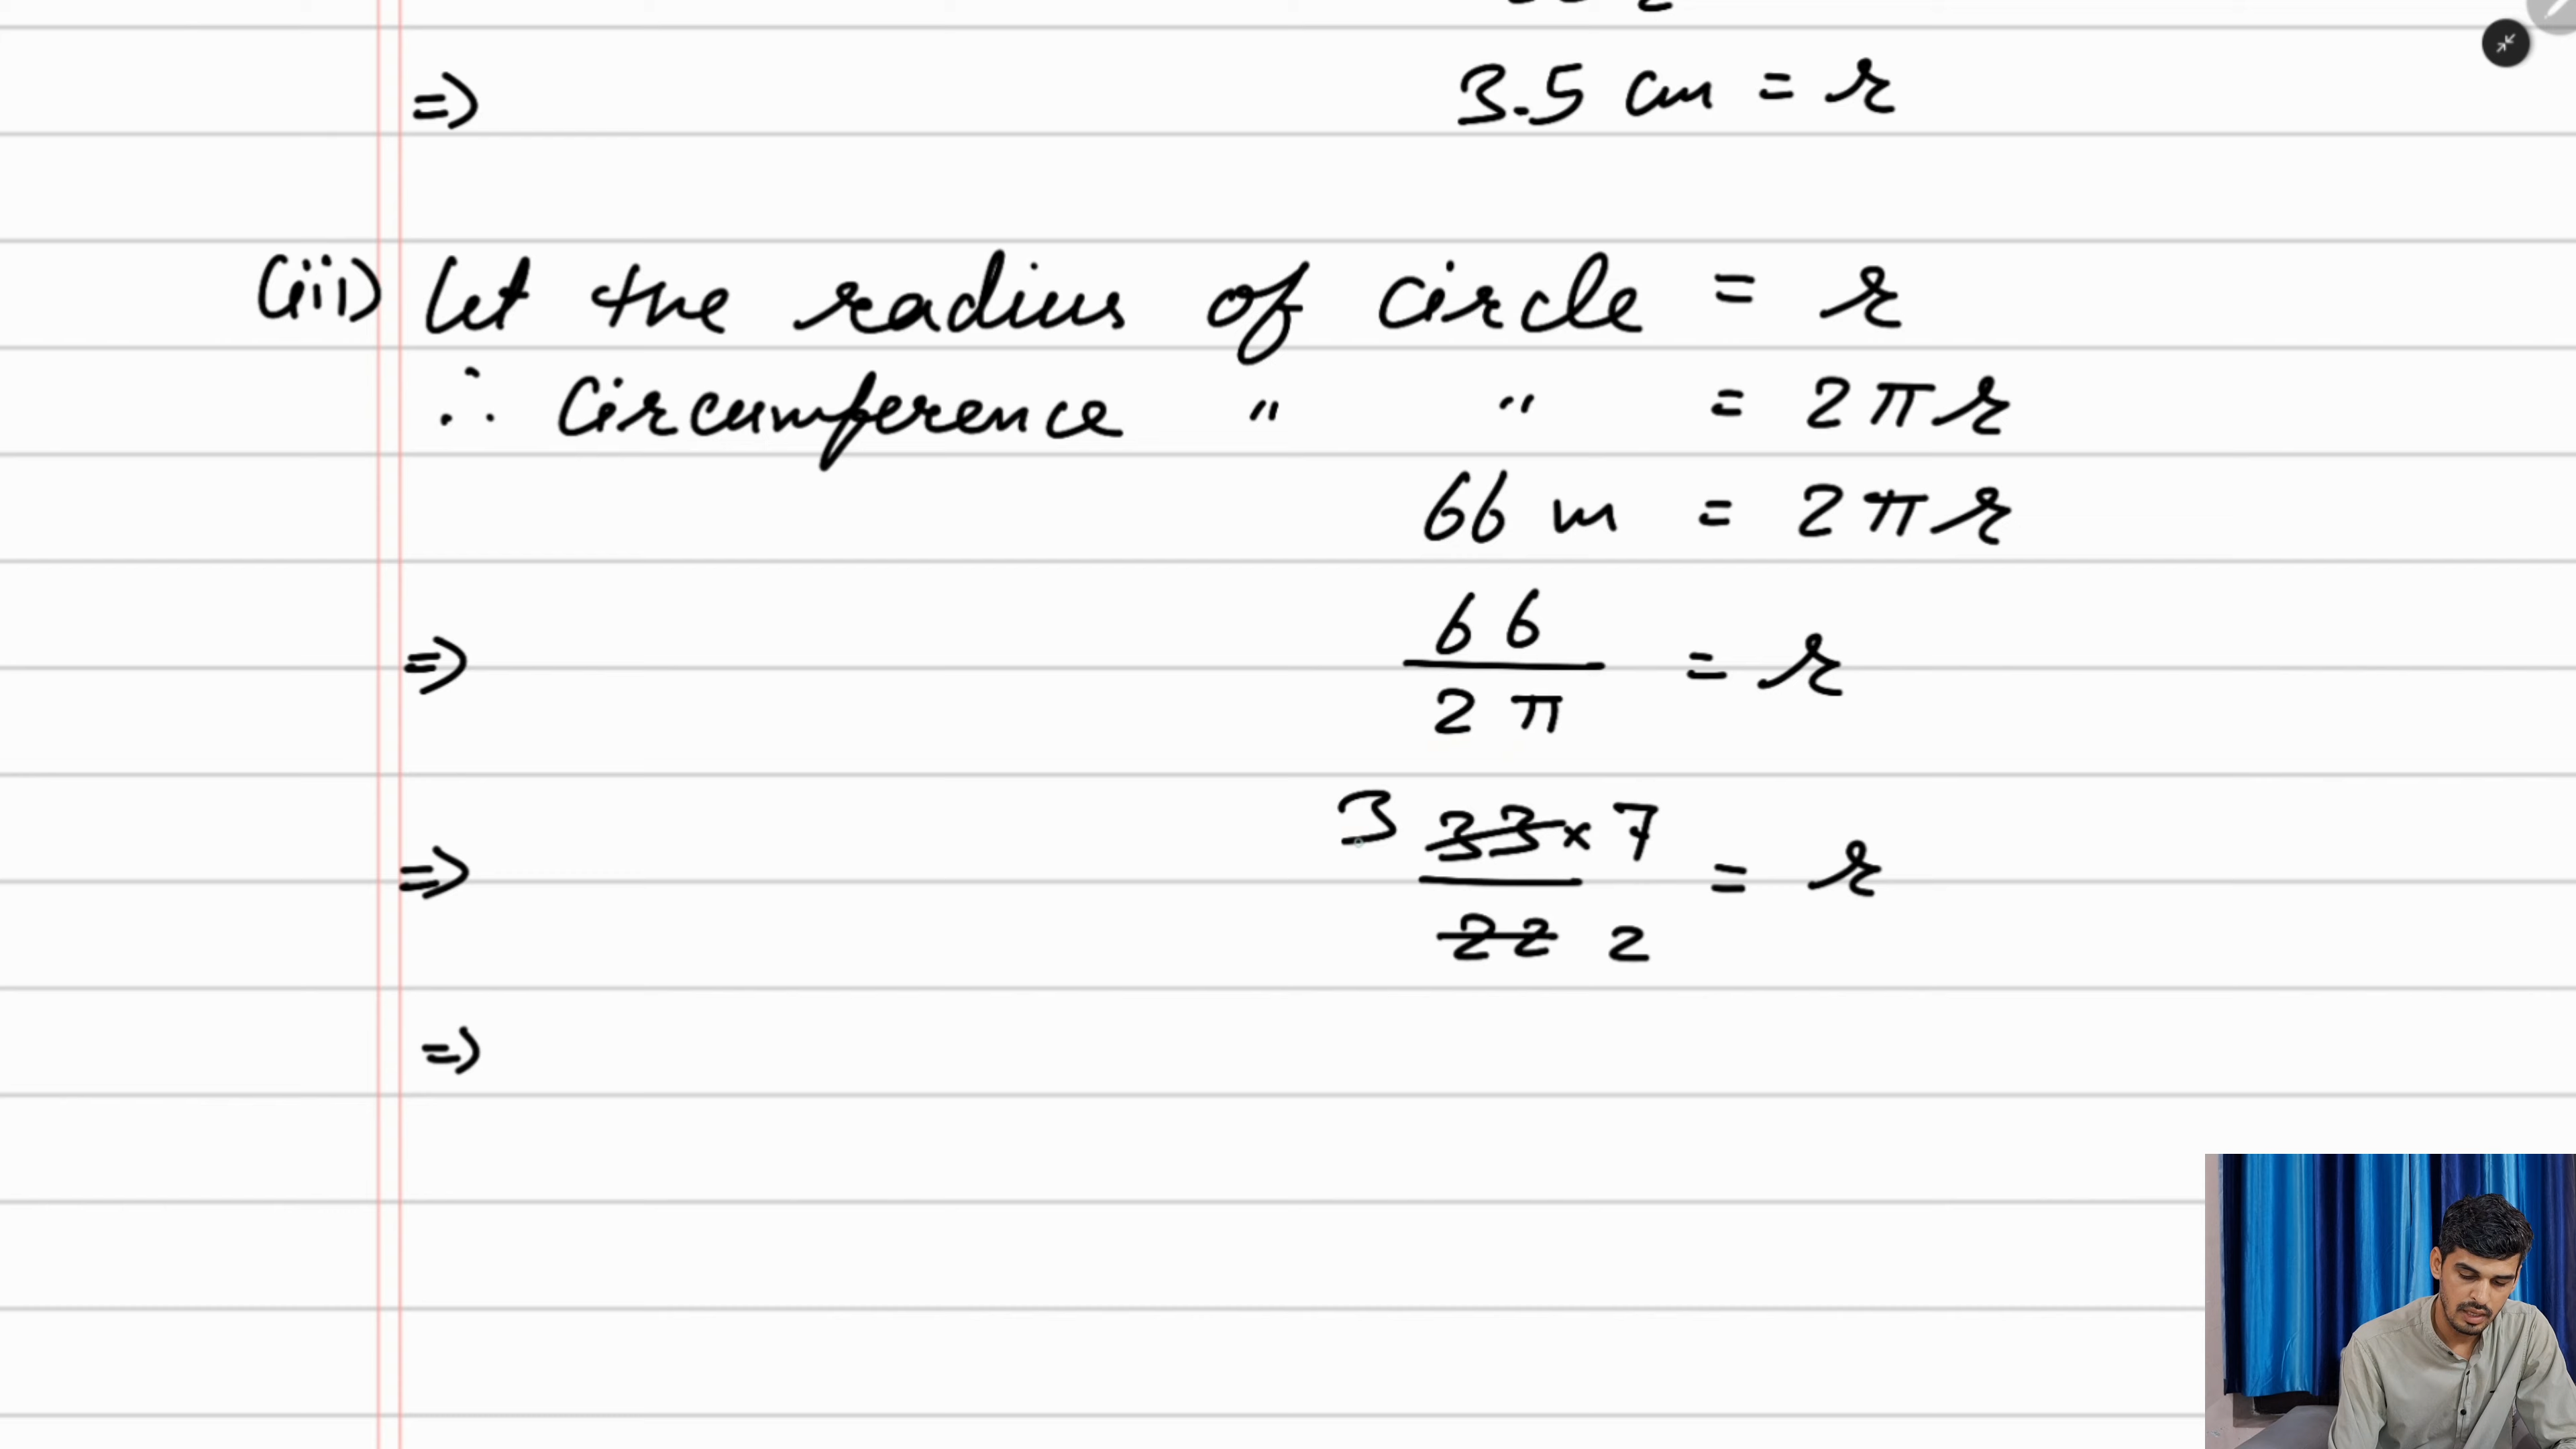 => 3.5 cm = r
(iii) Let the radius of circle = r
∴ Circumference " " = 2πr
66 m = 2πr
=> 66/2π = r
=> 3 33 x 7/22 2 = r
=>